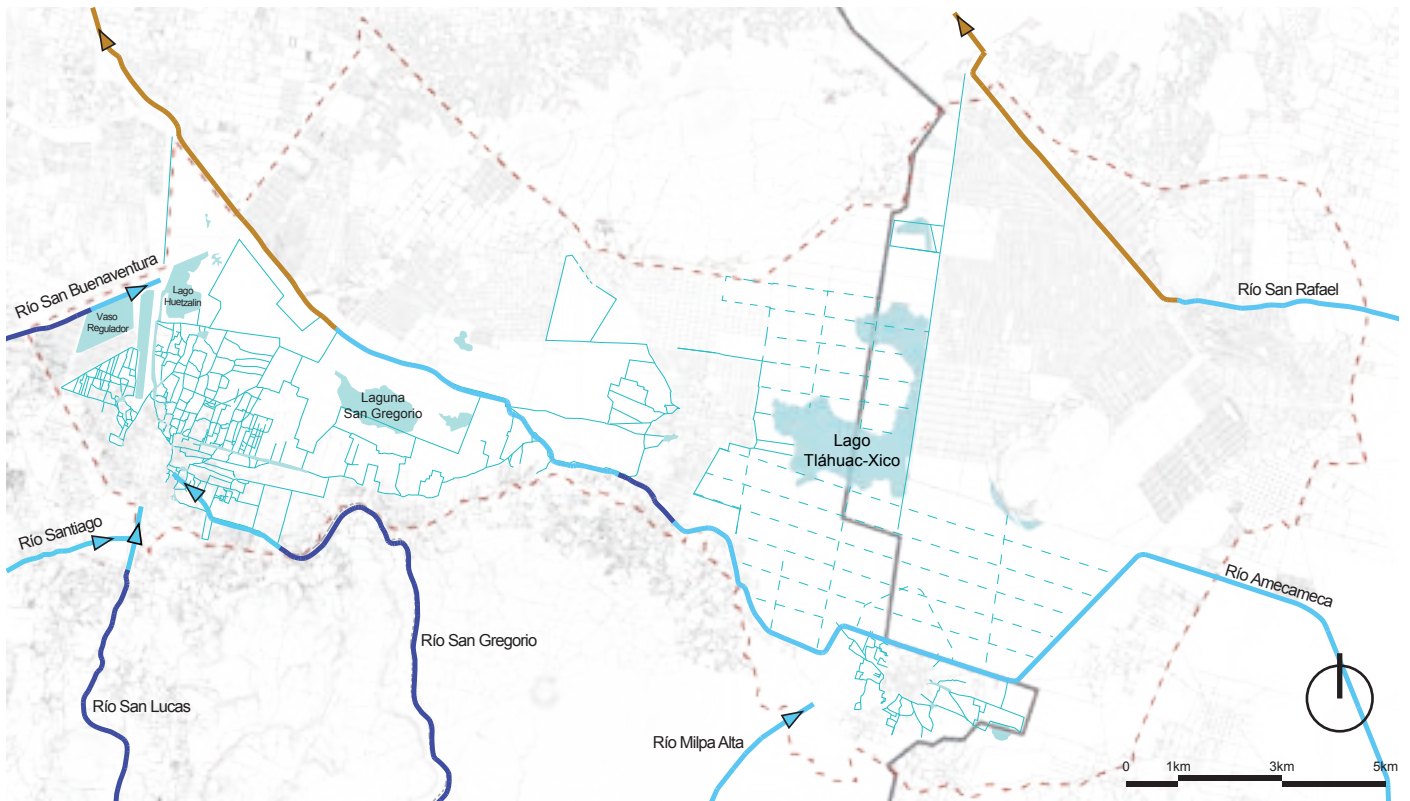 Río San Buenaventura
Lago
Huetzalin
Vaso
Regulador
Río San Rafael
Laguna
San Gregorio
Lago
Tláhuac-Xico
Río Santiago
Río Amecameca
Río San Gregorio
Río San Lucas
Río Milpa Alta
0 1km 3km 5km